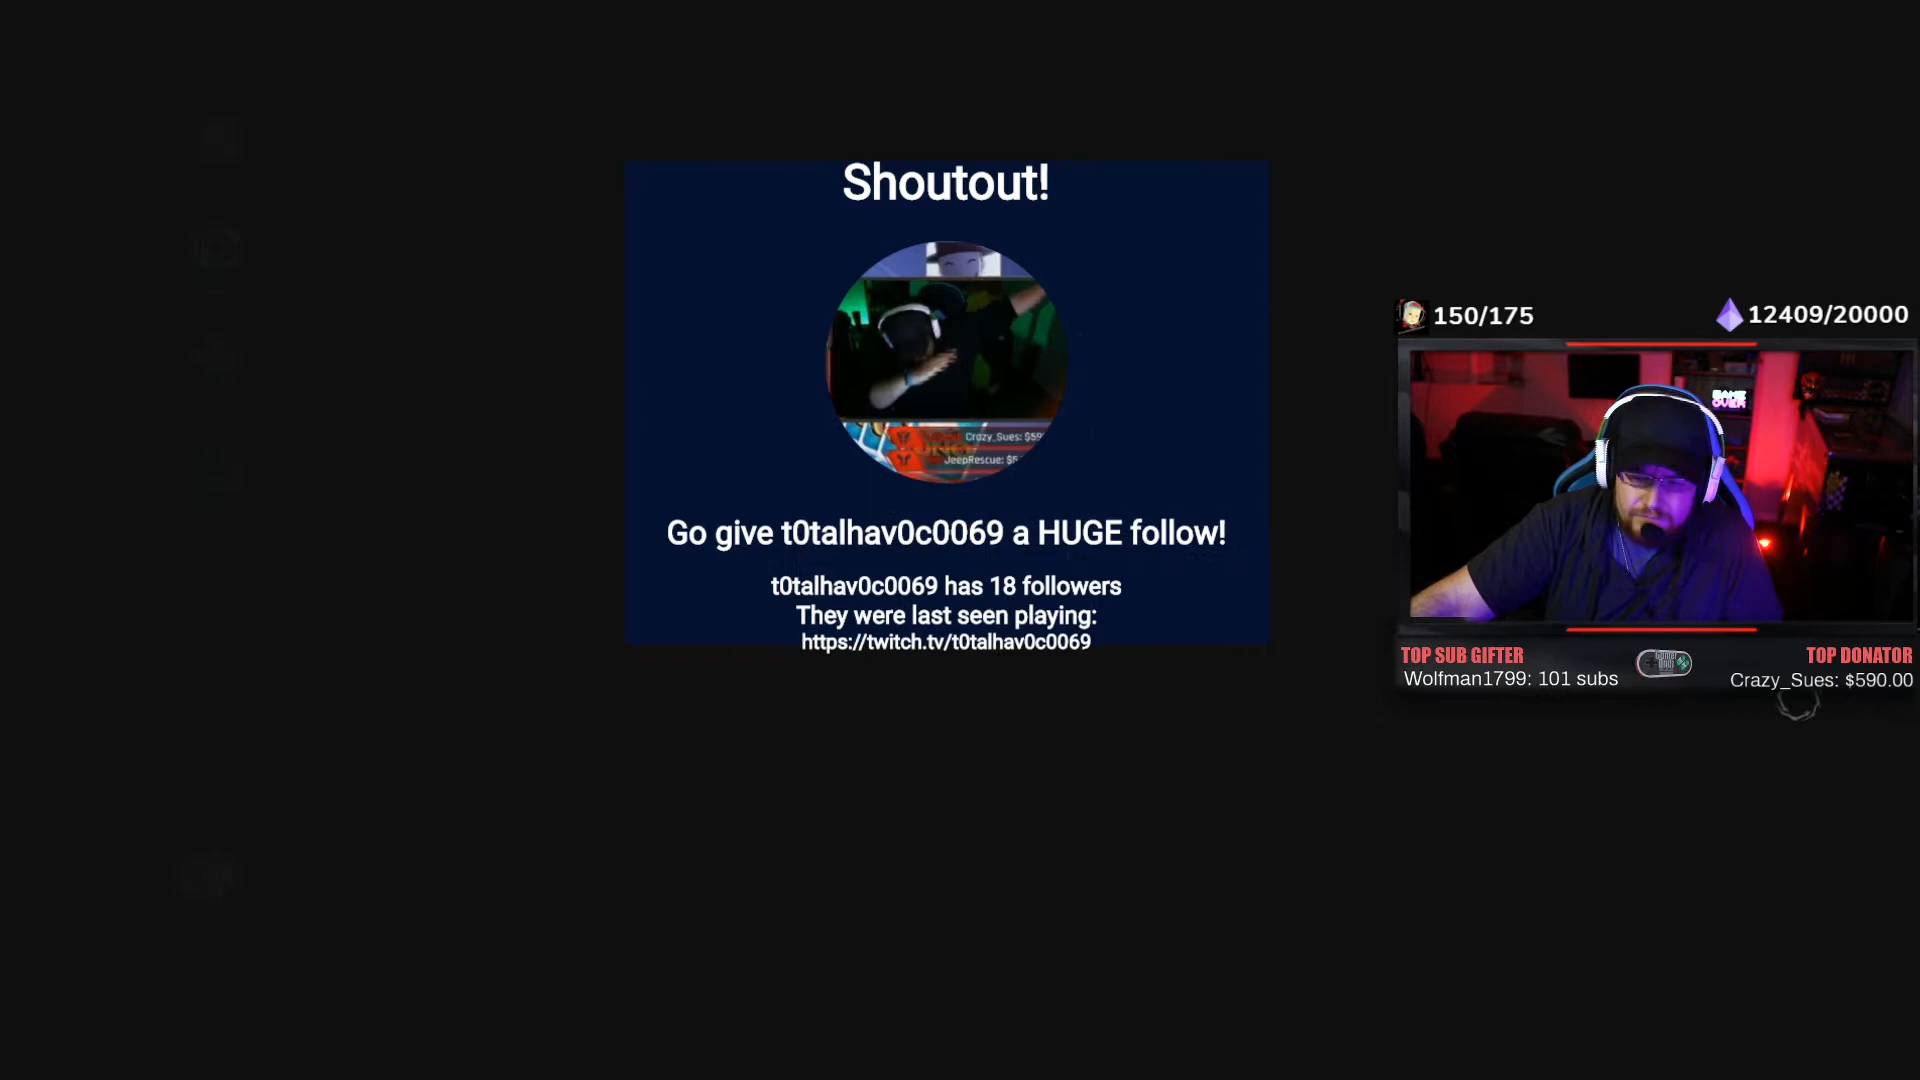 Shoutout!
Crazy_Sues: $59
JeepRescue: $5
Go give t0talhav0c0069 a HUGE follow!
t0talhav0c0069 has 18 followers
They were last seen playing:
https://twitch.tv/t0talhav0c0069
150/175
12409/20000
GAME
OVER!
TOP SUB GIFTER
Wolfman1799: 101 subs
TOP DONATOR
Crazy_Sues: $590.00